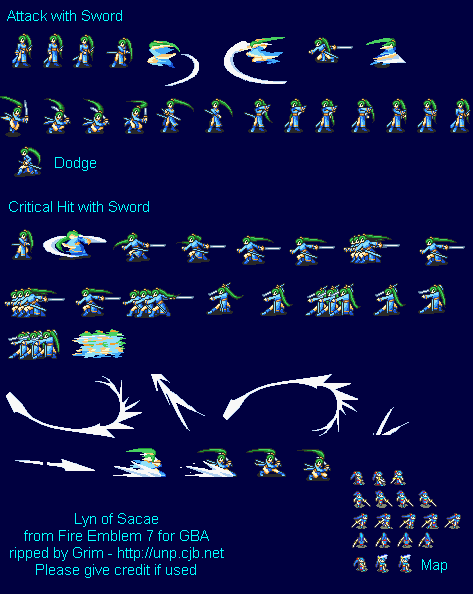 Attack with Sword
Dodge
Critical Hit with Sword
Lyn of Sacae
from Fire Emblem 7 for GBA
ripped by Grim - http://unp.cjb.net
Please give credit if used
Map